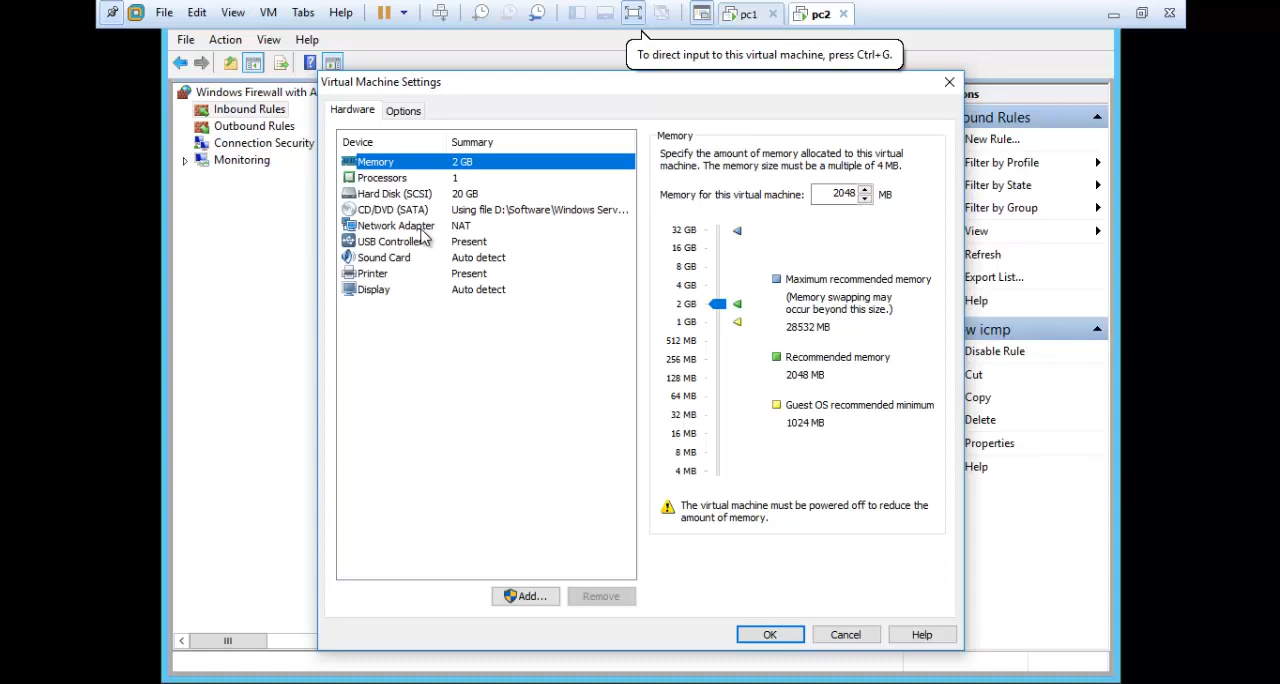 File Edit View VM Tabs Help
pc1 pc2
File Action View Help
To direct input to this virtual machine, press Ctrl+G.
Windows Firewall with A
Inbound Rules
Outbound Rules
Connection Security
Monitoring
Virtual Machine Settings
Hardware Options
Device Summary
Memory 2 GB
Processors 1
Hard Disk (SCSI) 20 GB
CD/DVD (SATA) Using file D:\Software\Windows Serv...
Network Adapter NAT
USB Controller Present
Sound Card Auto detect
Printer Present
Display Auto detect
Add... Remove
Memory
Specify the amount of memory allocated to this virtual
machine. The memory size must be a multiple of 4 MB.
Memory for this virtual machine: 2048 MB
32 GB
16 GB
8 GB
4 GB
2 GB
1 GB
512 MB
256 MB
128 MB
64 MB
32 MB
16 MB
8 MB
4 MB
Maximum recommended memory
(Memory swapping may
occur beyond this size.)
28532 MB
Recommended memory
2048 MB
Guest OS recommended minimum
1024 MB
The virtual machine must be powered off to reduce the
amount of memory.
OK Cancel Help
ons
ound Rules
New Rule...
Filter by Profile
Filter by State
Filter by Group
View
Refresh
Export List...
Help
w icmp
Disable Rule
Cut
Copy
Delete
Properties
Help